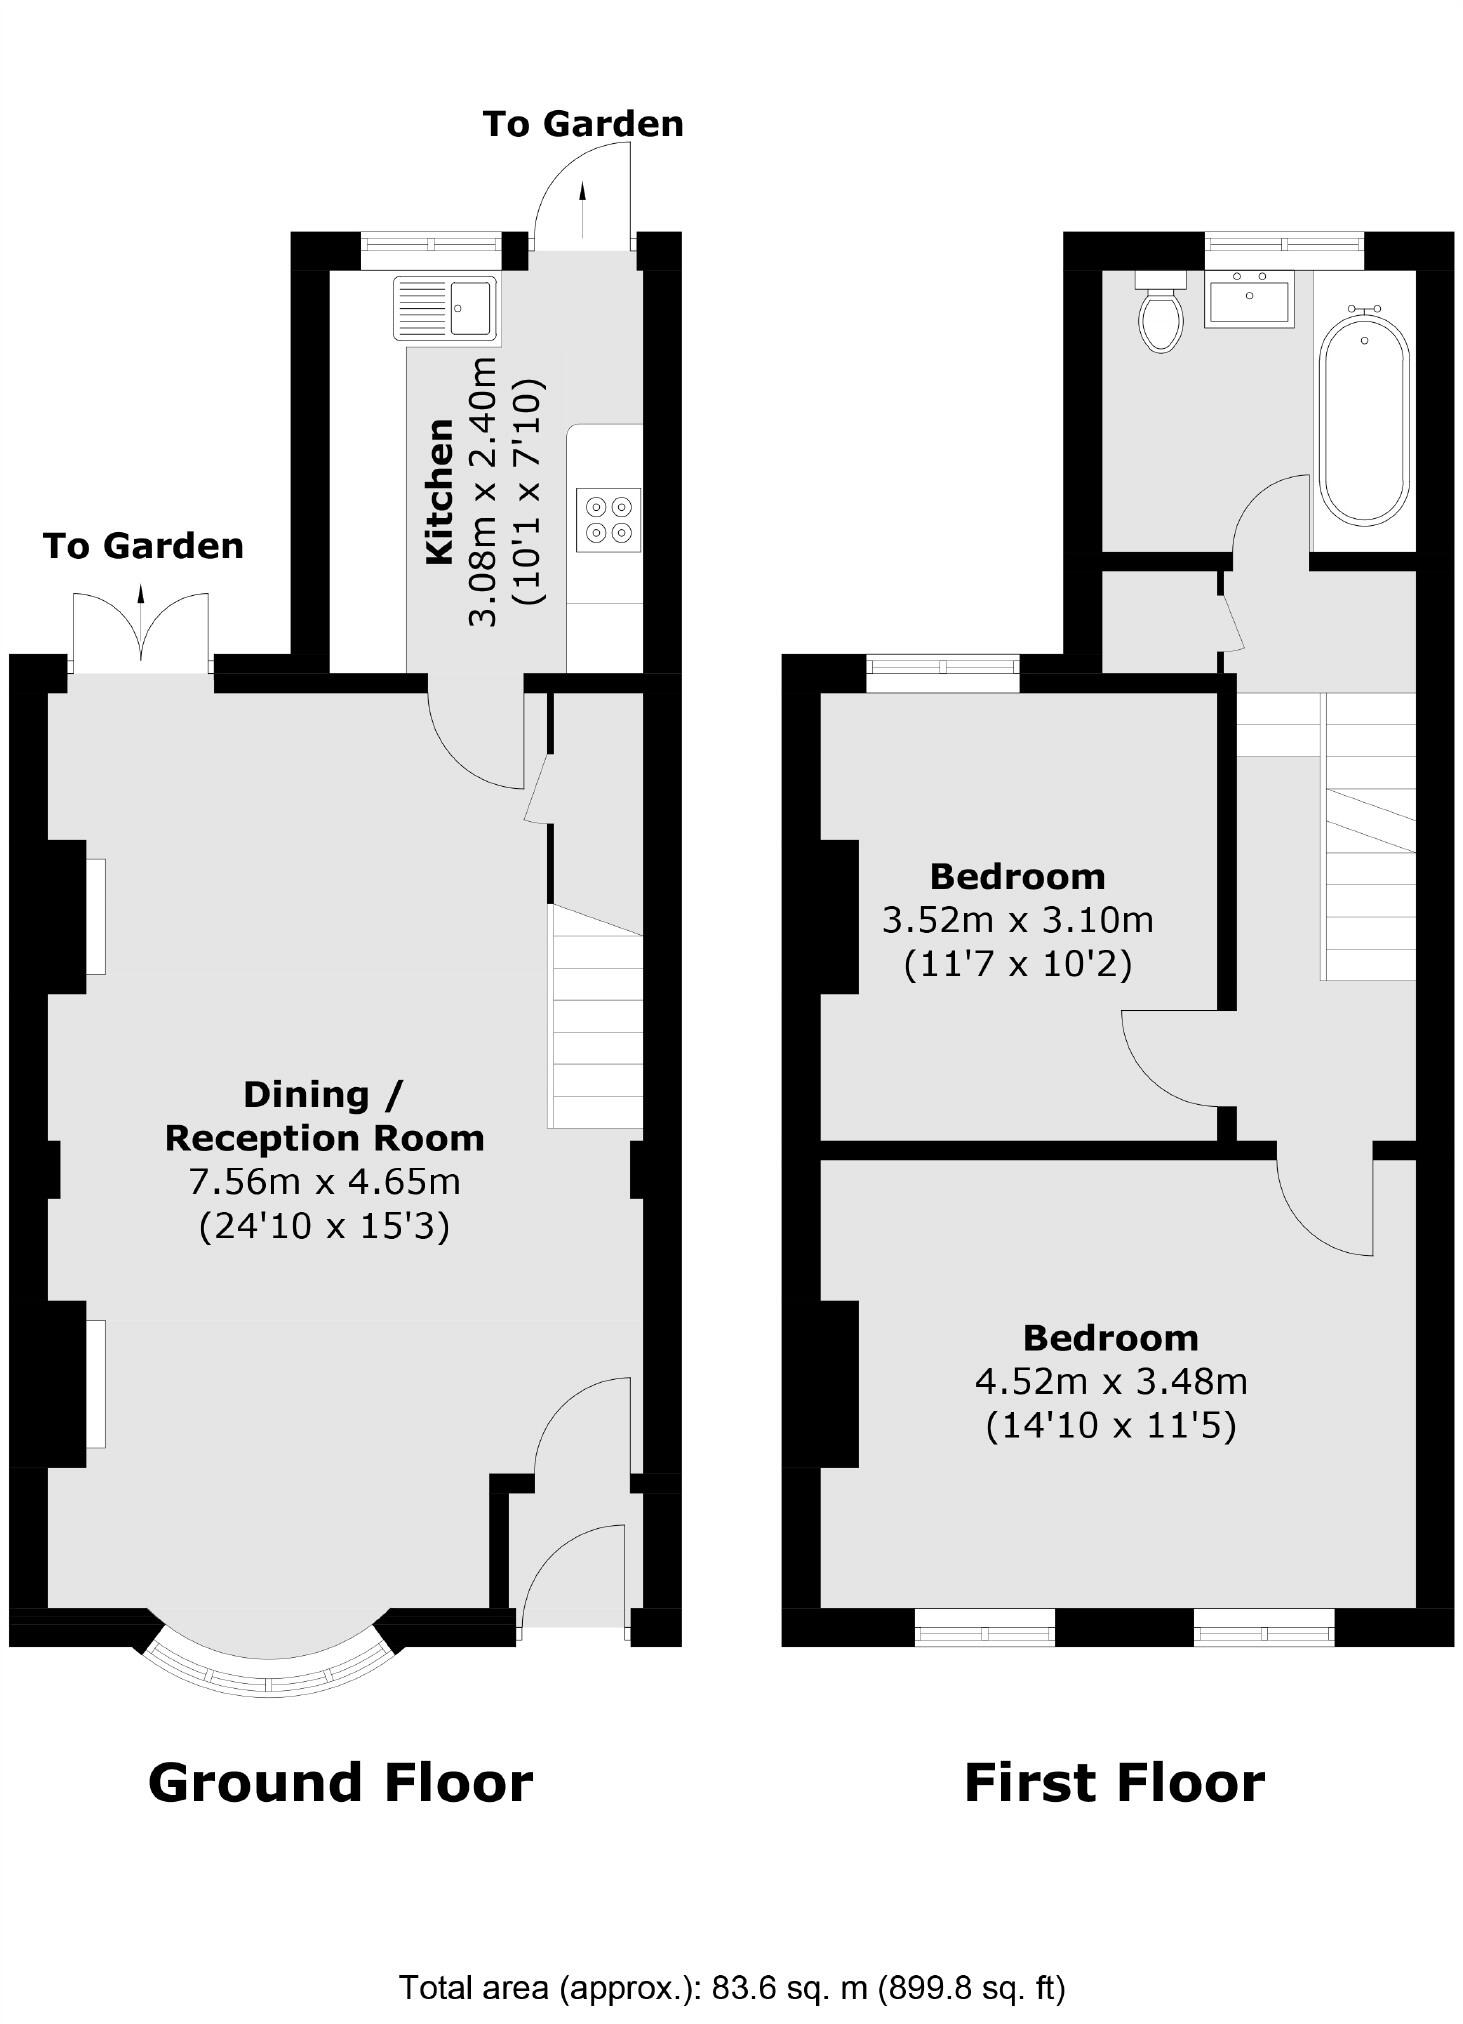 To Garden
Kitchen
3.08m x 2.40m
(10'1 x 7'10)
To Garden
Dining /
Reception Room
7.56m x 4.65m
(24'10 x 15'3)
Ground Floor
Bedroom
3.52m x 3.10m
(11'7 x 10'2)
Bedroom
4.52m x 3.48m
(14'10 x 11'5)
First Floor
Total area (approx.): 83.6 sq. m (899.8 sq. ft)